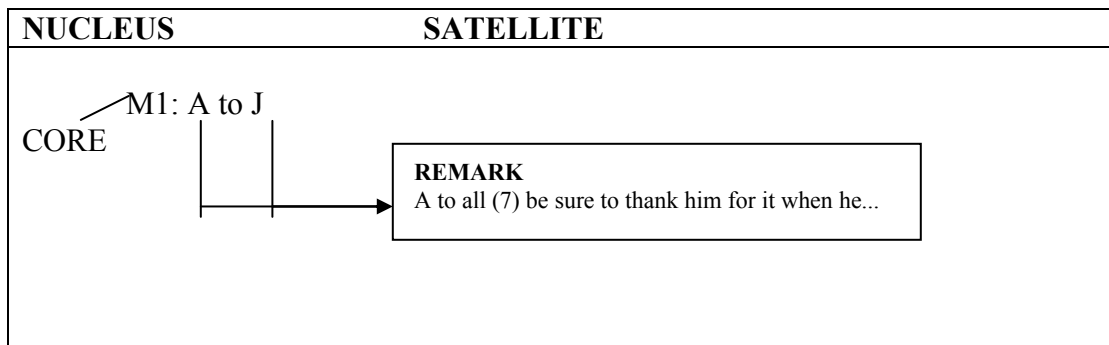 NUCLEUS SATELLITE
M1: A to J
CORE
REMARK
A to all (7) be sure to thank him for it when he...